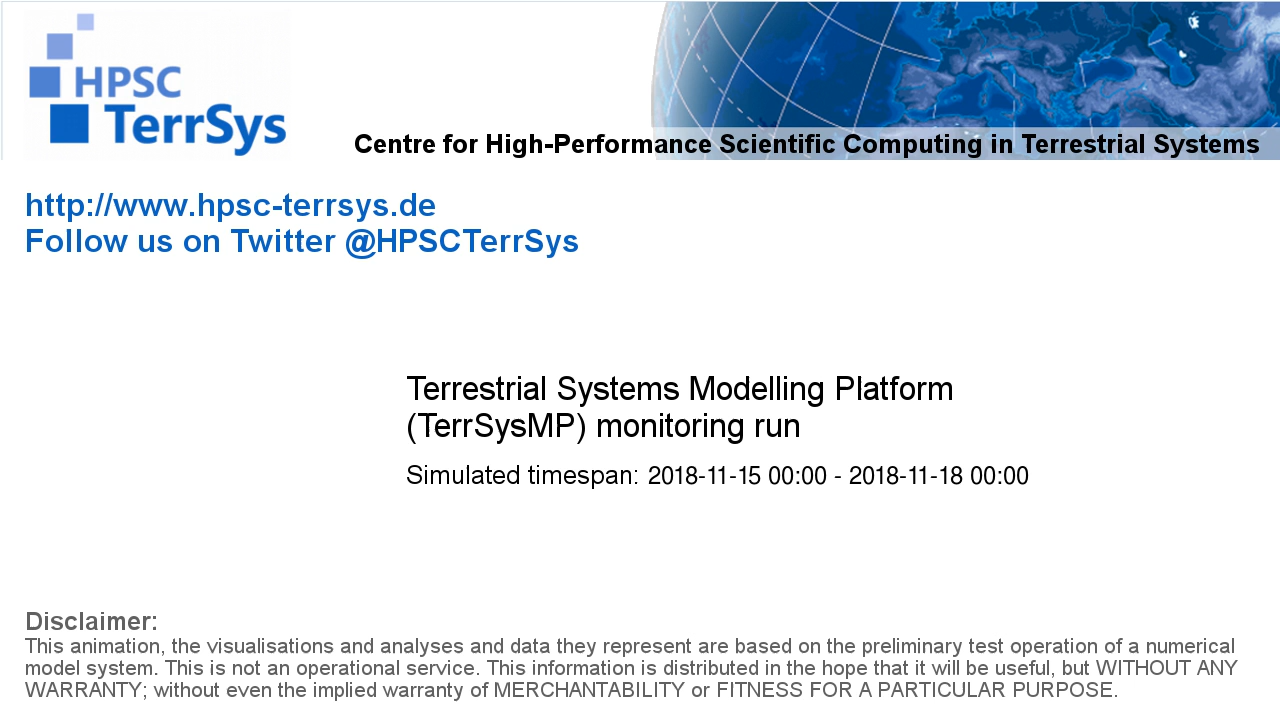 HPSC
TerrSys
Centre for High-Performance Scientific Computing in Terrestrial Systems
http://www.hpsc-terrsys.de
Follow us on Twitter @HPSCTerrSys
Terrestrial Systems Modelling Platform
(TerrSysMP) monitoring run
Simulated timespan: 2018-11-15 00:00 - 2018-11-18 00:00
Disclaimer:
This animation, the visualisations and analyses and data they represent are based on the preliminary test operation of a numerical
model system. This is not an operational service. This information is distributed in the hope that it will be useful, but WITHOUT ANY
WARRANTY; without even the implied warranty of MERCHANTABILITY or FITNESS FOR A PARTICULAR PURPOSE.